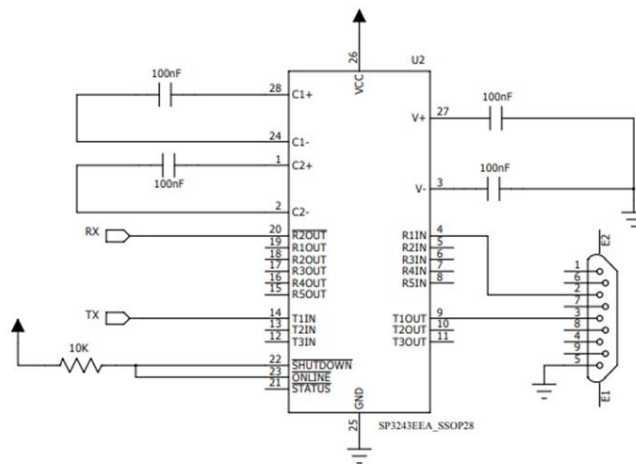 26
U2
VCC
100nF
28
C1+
V+
27
100nF
24
C1-
1
C2+
100nF
100nF
V-
3
2
C2-
RX
20
R2OUT
R1IN
4
19
R1OUT
R2IN
5
18
R2OUT
R3IN
6
17
R3OUT
R4IN
7
16
R4OUT
R5IN
8
15
R5OUT
E2
1
6
2
7
3
8
4
9
5
E1
TX
14
T1IN
T1OUT
9
13
T2IN
T2OUT
10
12
T3IN
T3OUT
11
10K
22
SHUTDOWN
23
ONLINE
21
STATUS
GND
25
SP3243EEA_SSOP28